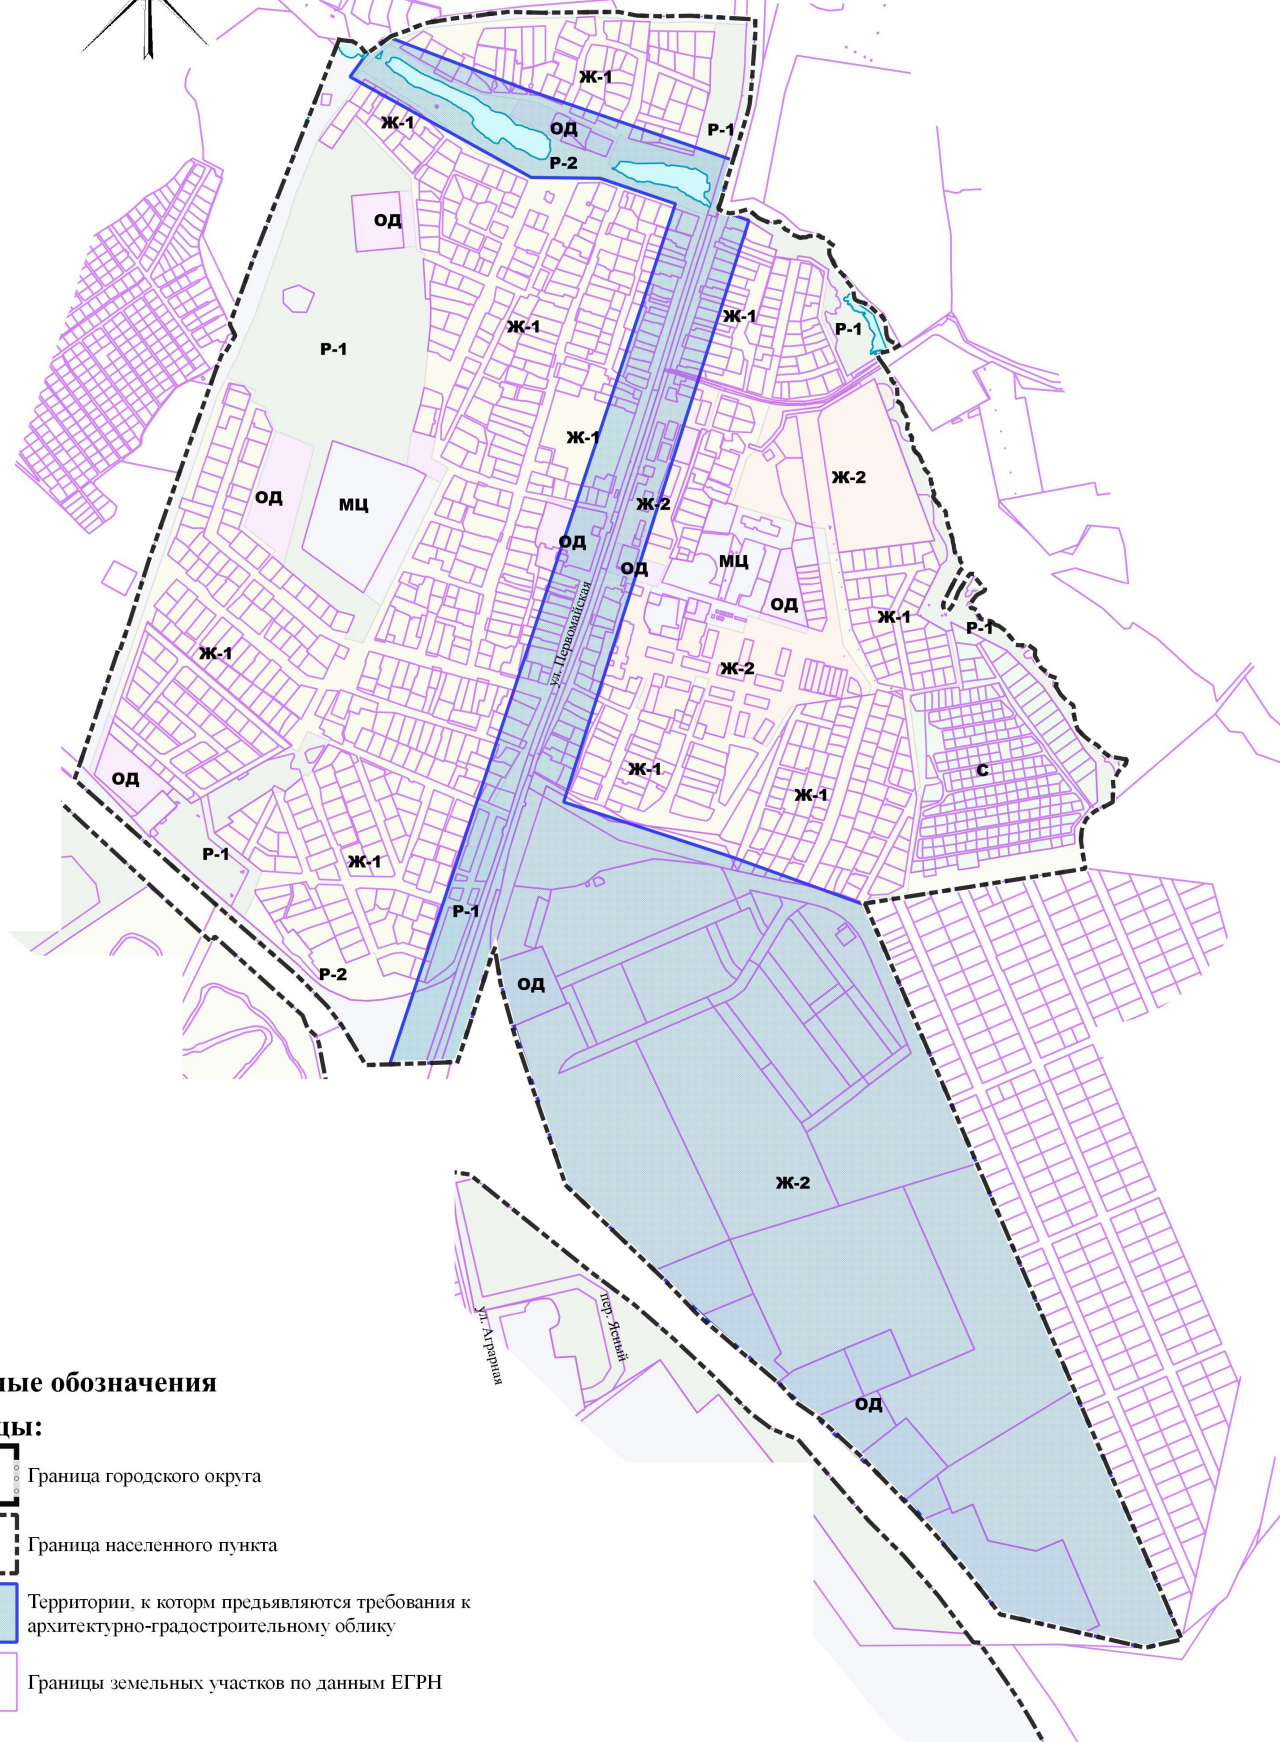 Ж-1
Ж-1
ОД
Р-1
Р-2
ОД
Ж-1
Ж-1
Р-1
Р-1
Ж-1
Ж-2
ОД
МЦ
Ж-2
ОД
ОД
МЦ
ОД
Ж-1
Р-1
ул. Первомайская
Ж-1
Ж-2
ОД
Ж-1
С
Ж-1
Р-1
Ж-1
Р-1
Р-2
ОД
Ж-2
ул. Аграрная
пер. Ясный
ОД
ные обозначения
цы:
Граница городского округа
Граница населенного пункта
Территории, к которм предьявляются требования к
архитектурно-градостроительному облику
Границы земельных участков по данным ЕГРН